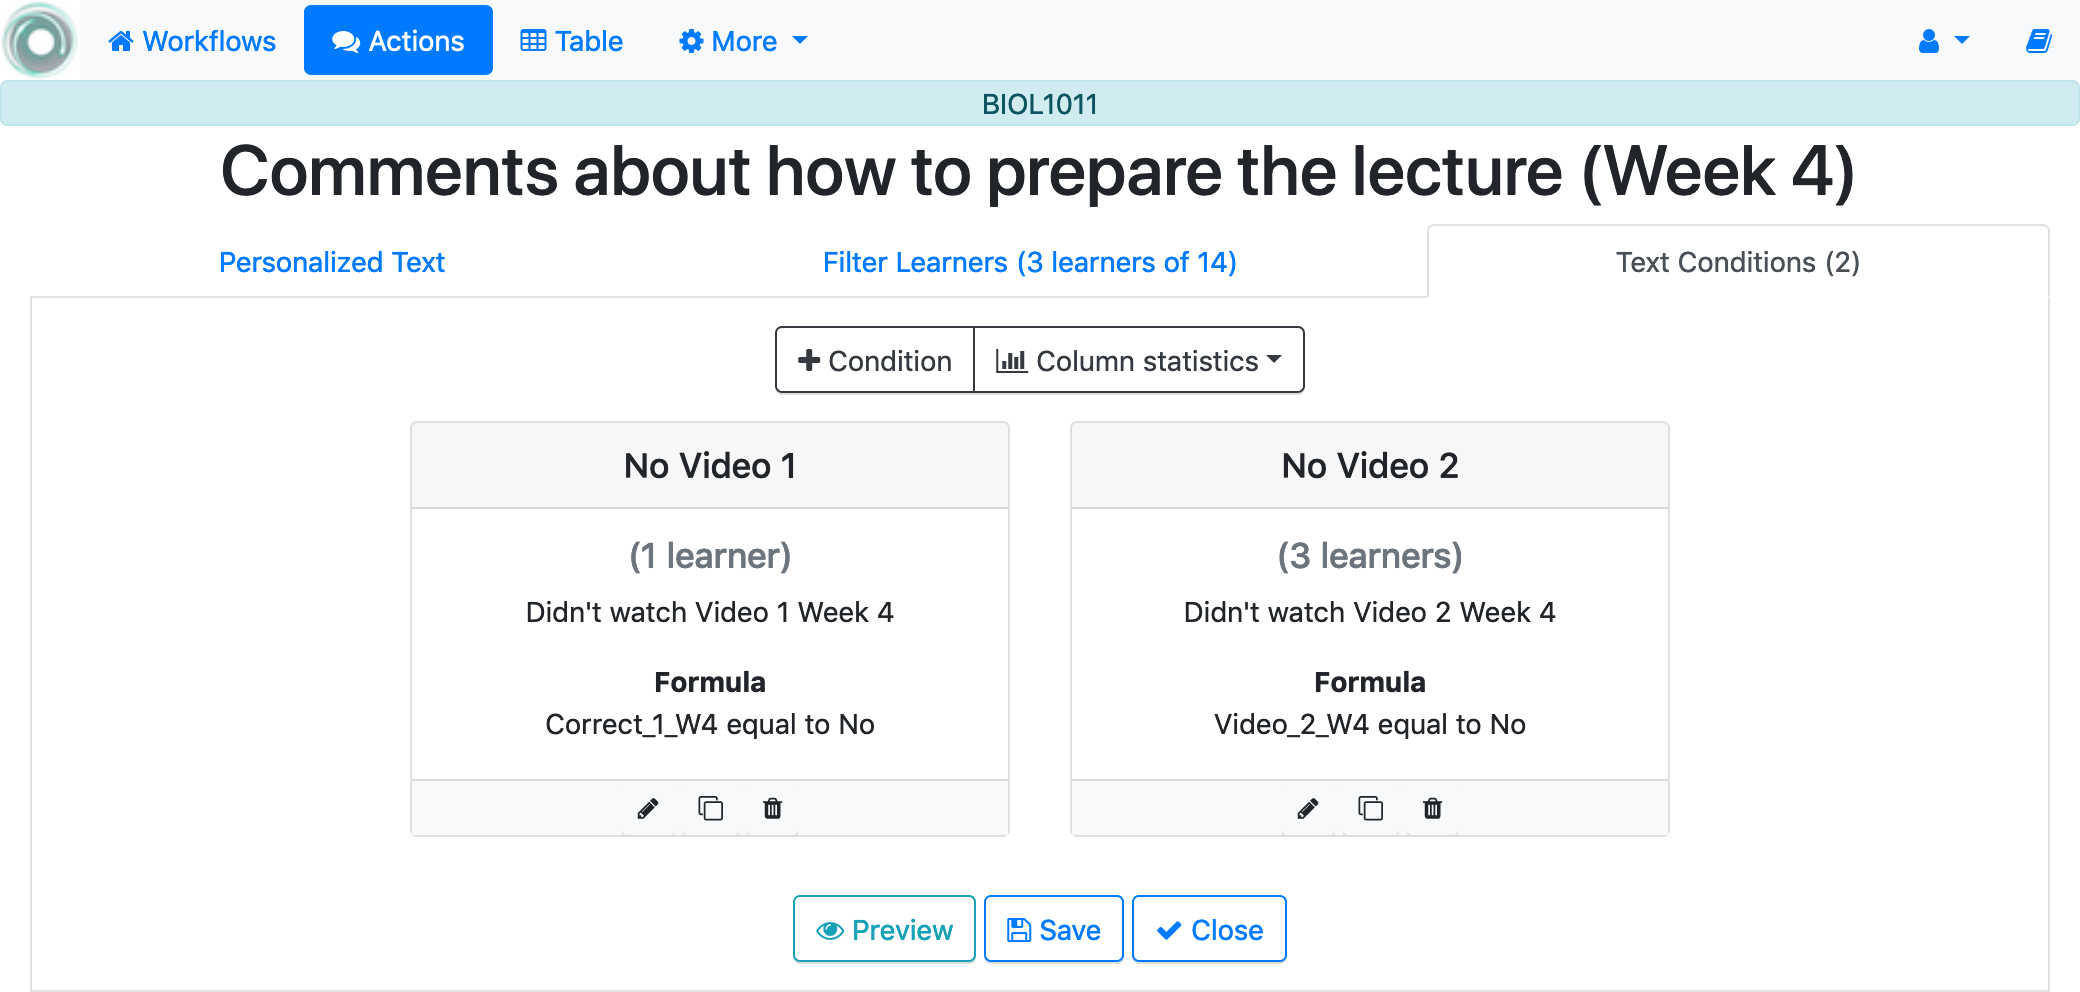 Workflows Actions Table More
BIOL1011
Comments about how to prepare the lecture (Week 4)
Personalized Text Filter Learners (3 learners of 14) Text Conditions (2)
Condition Column statistics
No Video 1
(1 learner)
Didn't watch Video 1 Week 4
Formula
Correct_1_W4 equal to No
No Video 2
(3 learners)
Didn't watch Video 2 Week 4
Formula
Video_2_W4 equal to No
Preview Save Close